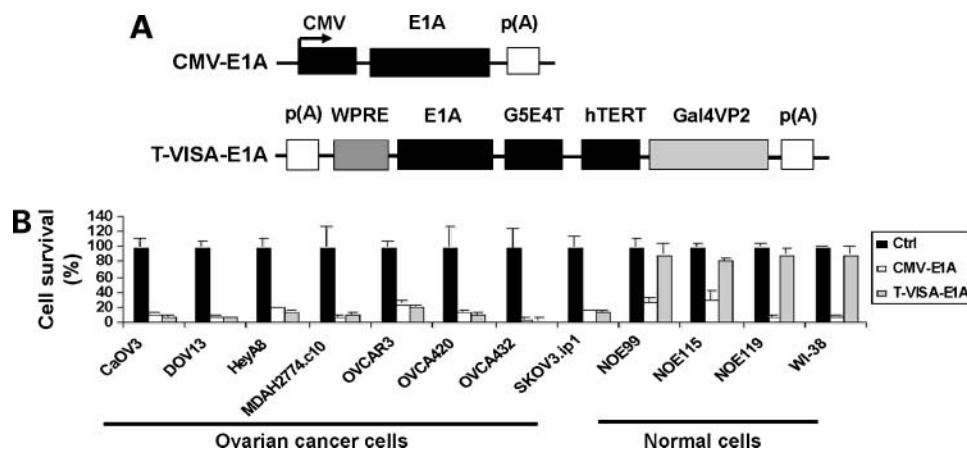 A
CMV E1A p(A)
CMV-E1A
p(A) WPRE E1A G5E4T hTERT Gal4VP2 p(A)
T-VISA-E1A
B
Cell survival
(%)
140
120
100
80
60
40
20
0
Ctrl
CMV-E1A
T-VISA-E1A
CaOV3
DOV13
HeyA8
MDAH2774.c10
OVCAR3
OVCA420
OVCA432
SKOV3.ip1
NOE99
NOE115
NOE119
WI-38
Ovarian cancer cells
Normal cells